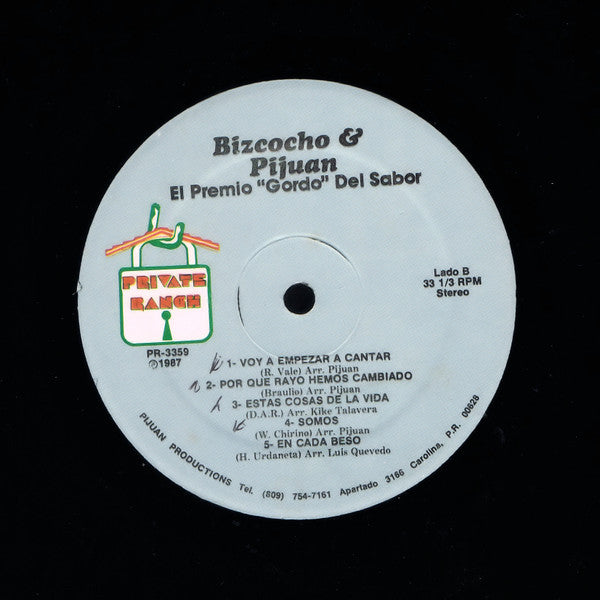 Bizcocho &
Pijuan
El Premio "Gordo" Del Sabor
PRIVATE
RANCH
PR-3359
℗1987
Lado B
33 1/3 RPM
Stereo
1- VOY A EMPEZAR A CANTAR
(R. Vale) Arr. Pijuan
2- POR QUE RAYO HEMOS CAMBIADO
(Braulio) Arr. Pijuan
3- ESTAS COSAS DE LA VIDA
(D.A.R.) Arr. Kike Talavera
4- SOMOS
(W. Chirino) Arr. Pijuan
5- EN CADA BESO
(H. Urdaneta) Arr. Luis Quevedo
PIJUAN PRODUCTIONS Tel. (809) 754-7161 Apartado 3166 Carolina, P.R. 00628